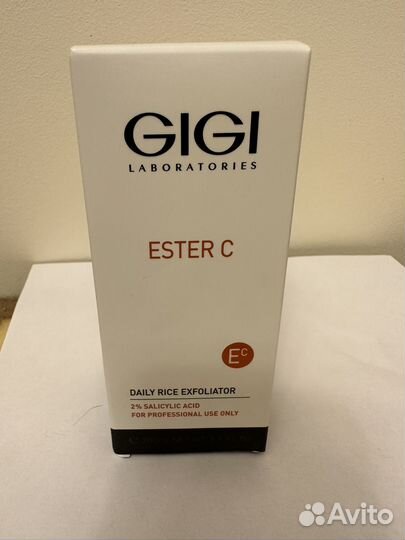 GIGI
LABORATORIES
ESTER C
EC
DAILY RICE EXFOLIATOR
2% SALICYLIC ACID
FOR PROFESSIONAL USE ONLY
Avito